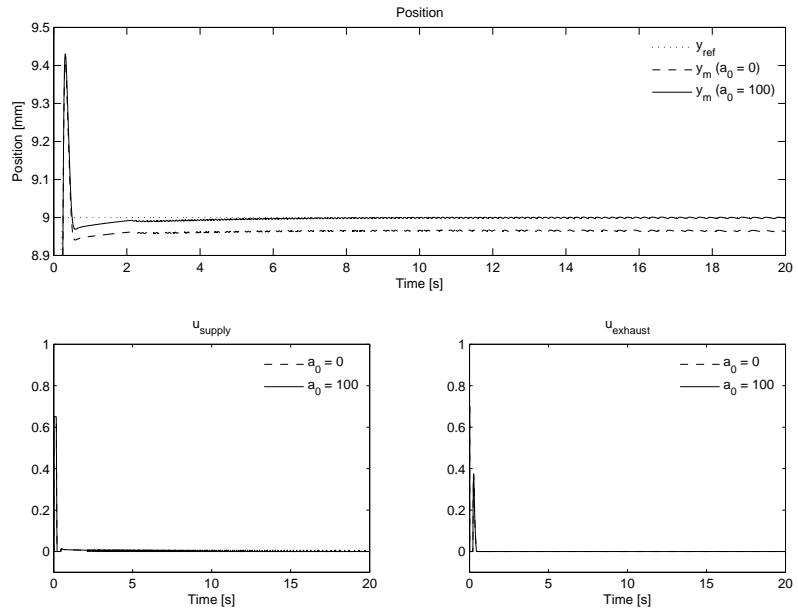 Position
9.5
9.4
9.3
9.2
9.1
9
8.9
Position [mm]
y_ref
y_m (a_0 = 0)
y_m (a_0 = 100)
0 2 4 6 8 10 12 14 16 18 20
Time [s]
u_supply
1
0.8
0.6
0.4
0.2
0
a_0 = 0
a_0 = 100
0 5 10 15 20
Time [s]
u_exhaust
1
0.8
0.6
0.4
0.2
0
a_0 = 0
a_0 = 100
0 5 10 15 20
Time [s]